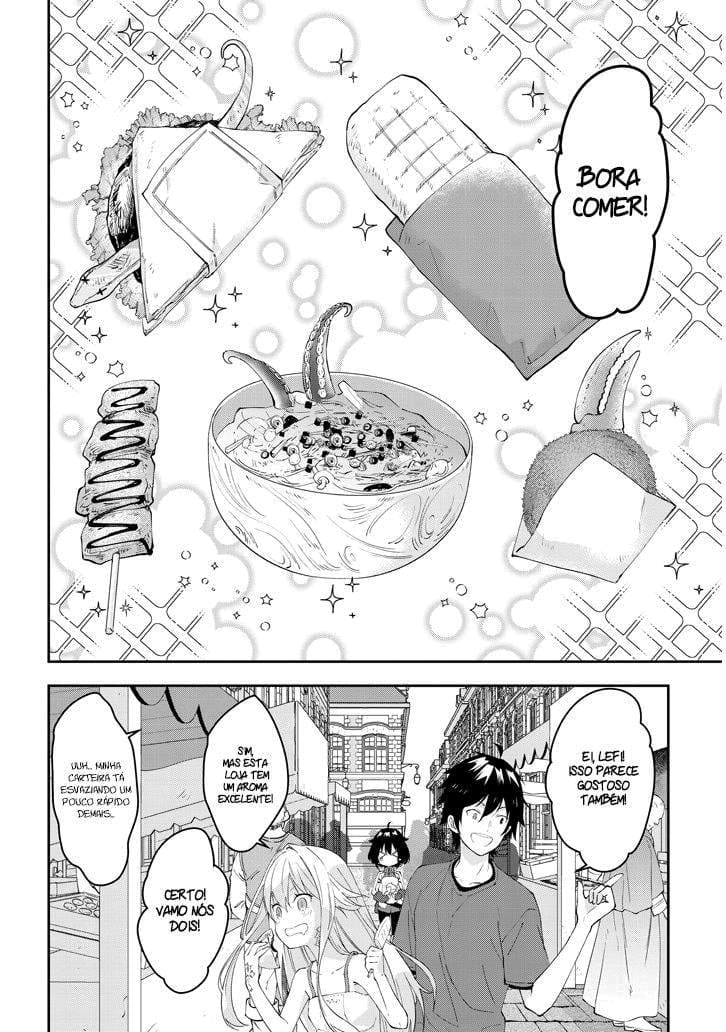 BORA
COMER!
EI, LEFI!
ISSO PARECE
GOSTOSO
TAMBÉM!
SIM,
MAS ESTA
LOJA TEM
UM AROMA
EXCELENTE!
CERTO!
VAMO NÓS
DOIS!
UUH... MINHA
CARTEIRA TÁ
ESVAZIANDO UM
POUCO RÁPIDO
DEMAIS...